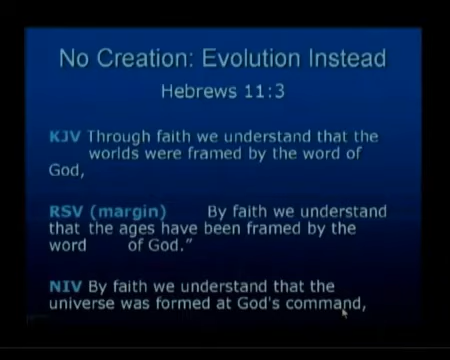 No Creation: Evolution Instead
Hebrews 11:3
KJV Through faith we understand that the
worlds were framed by the word of
God,
RSV (margin) By faith we understand
that the ages have been framed by the
word of God."
NIV By faith we understand that the
universe was formed at God's command,